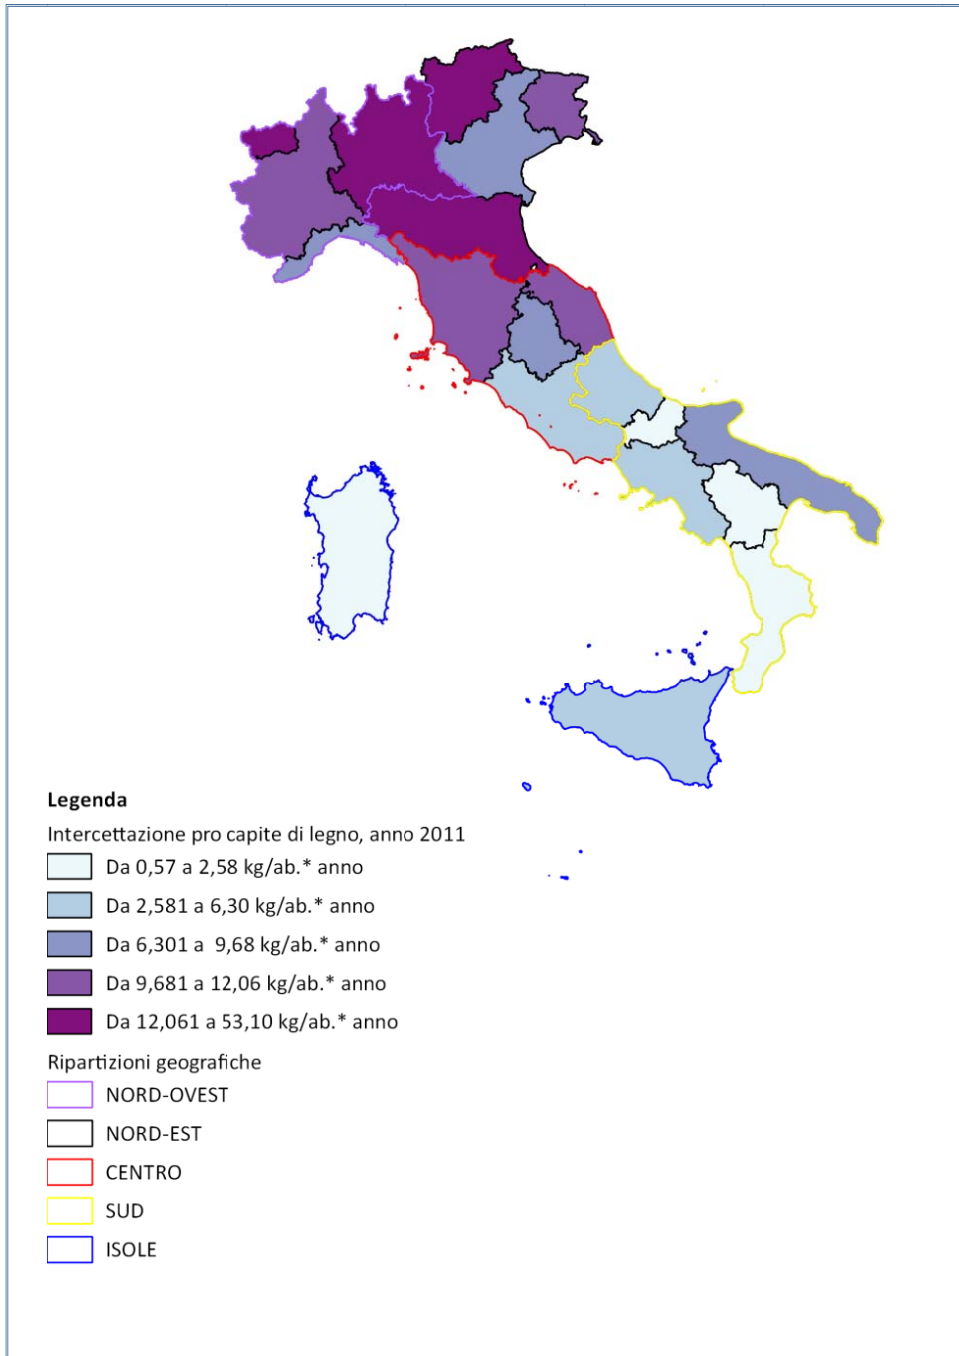 Legenda
Intercettazione pro capite di legno, anno 2011
Da 0,57 a 2,58 kg/ab.* anno
Da 2,581 a 6,30 kg/ab.* anno
Da 6,301 a  9,68 kg/ab.* anno
Da 9,681 a 12,06 kg/ab.* anno
Da 12,061 a 53,10 kg/ab.* anno
Ripartizioni geografiche
NORD-OVEST
NORD-EST
CENTRO
SUD
ISOLE